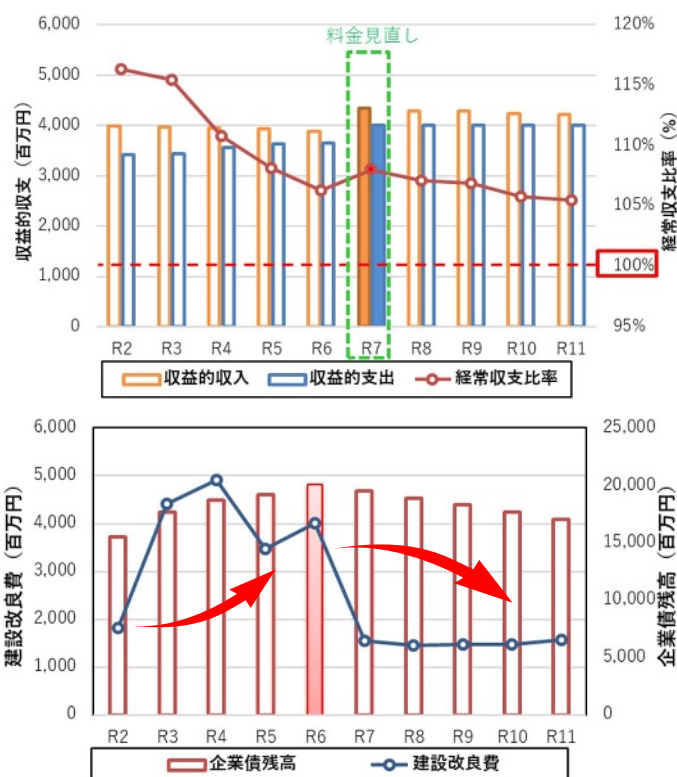 料金見直し
収益的収支（百万円）
6,000
5,000
4,000
3,000
2,000
1,000
0
120%
115%
110%
105%
100%
95%
経常収支比率（%）
R2 R3 R4 R5 R6 R7 R8 R9 R10 R11
収益的収入 収益的支出 経常収支比率
建設改良費（百万円）
6,000
5,000
4,000
3,000
2,000
1,000
0
25,000
20,000
15,000
10,000
5,000
0
企業債残高（百万円）
R2 R3 R4 R5 R6 R7 R8 R9 R10 R11
企業債残高 建設改良費